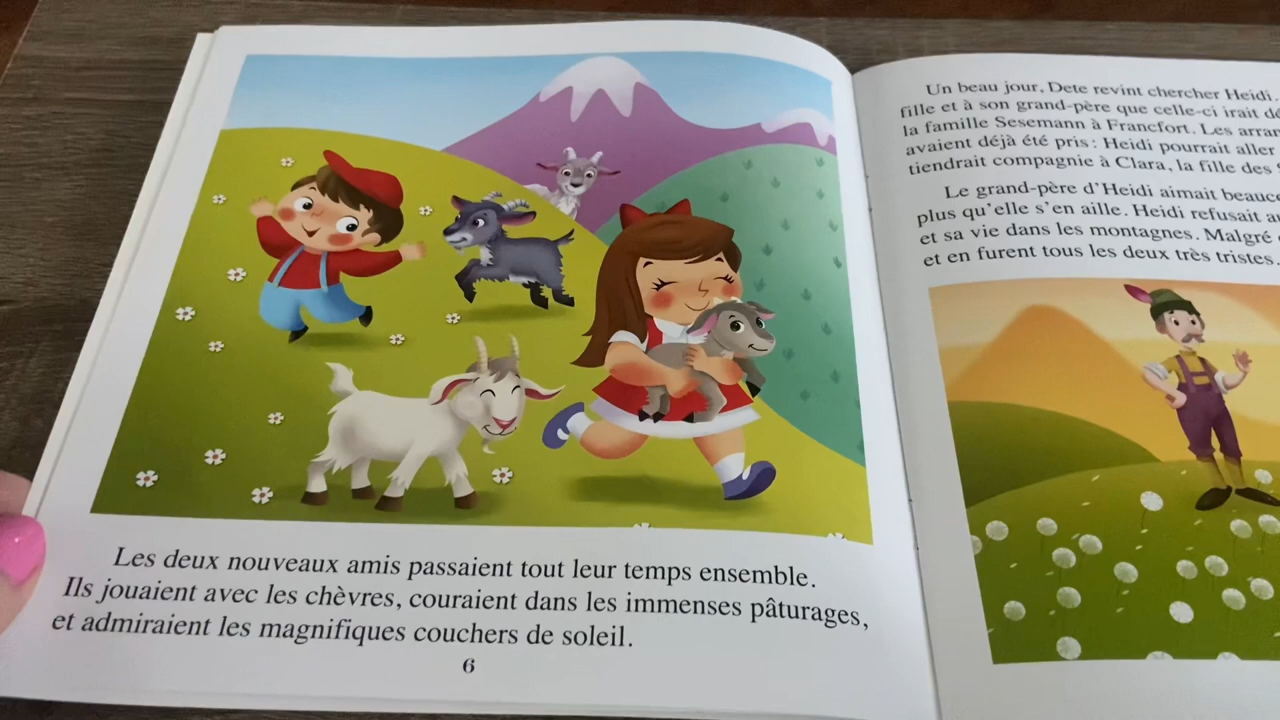 Les deux nouveaux amis passaient tout leur temps ensemble.
Ils jouaient avec les chèvres, couraient dans les immenses pâturages,
et admiraient les magnifiques couchers de soleil.
6
Un beau jour, Dete revint chercher Heidi.
fille et à son grand-père que celle-ci irait
la famille Sesemann à Francfort. Les
avaient déjà été pris : Heidi pourrait aller
tiendrait compagnie à Clara, la fille des
Le grand-père d'Heidi aimait
plus qu'elle s'en aille. Heidi refusait
et sa vie dans les montagnes. Malgré
et en furent tous les deux très tristes.